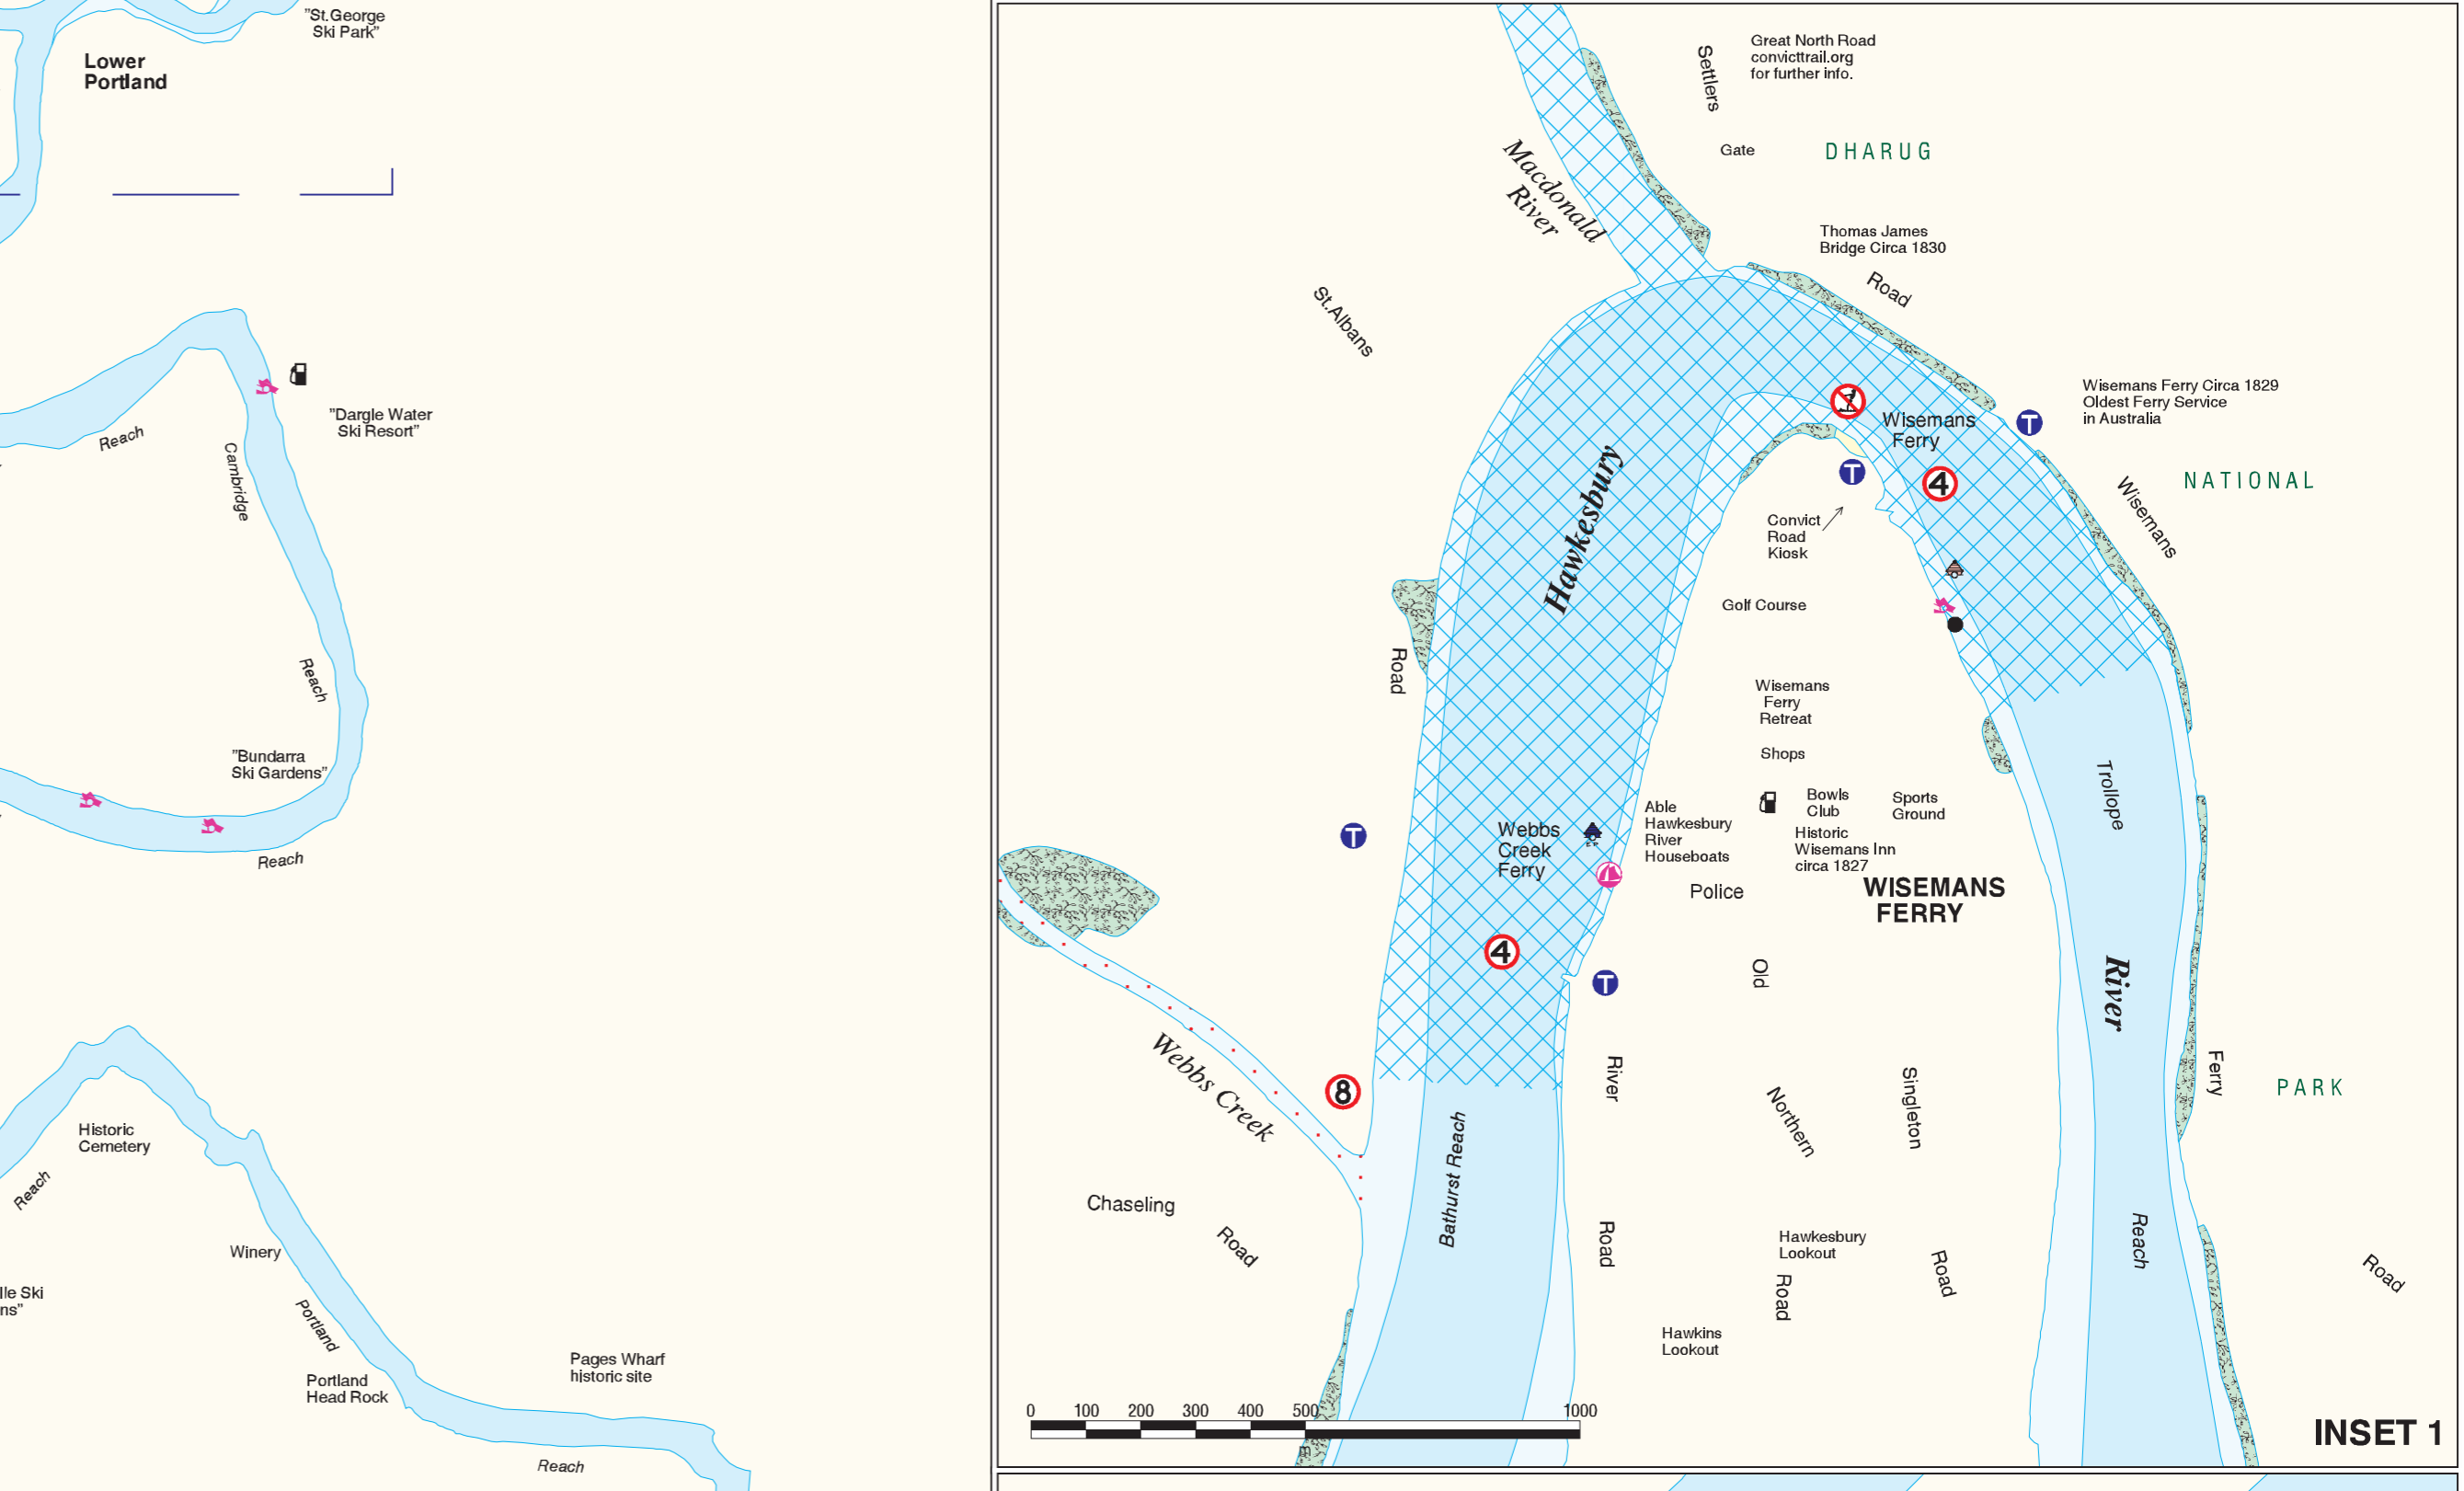 "St.George
Ski Park"
Lower
Portland
Reach
Cambridge
"Dargle Water
Ski Resort"
Reach
"Bundarra
Ski Gardens"
Reach
Historic
Cemetery
Reach
Winery
lle Ski
ns"
Portland
Portland
Head Rock
Pages Wharf
historic site
Reach
Settlers
Great North Road
convicttrail.org
for further info.
Gate
DHARUG
Macdonald
River
Thomas James
Bridge Circa 1830
Road
St.Albans
Wisemans Ferry Circa 1829
Oldest Ferry Service
in Australia
Wisemans
Ferry
T
T
4
NATIONAL
Wisemans
Hawkesbury
Convict
Road
Kiosk
Golf Course
Road
Wisemans
Ferry
Retreat
Shops
Trollope
T
Webbs
Creek
Ferry
Able
Hawkesbury
River
Houseboats
Bowls
Club
Sports
Ground
Historic
Wisemans Inn
circa 1827
Police
WISEMANS
FERRY
4
T
Old
River
Webbs Creek
8
River
Northern
Singleton
Ferry
PARK
Bathurst Reach
Chaseling
Road
Road
Hawkesbury
Lookout
Road
Road
Reach
Road
Hawkins
Lookout
0 100 200 300 400 500 1000
m
INSET 1